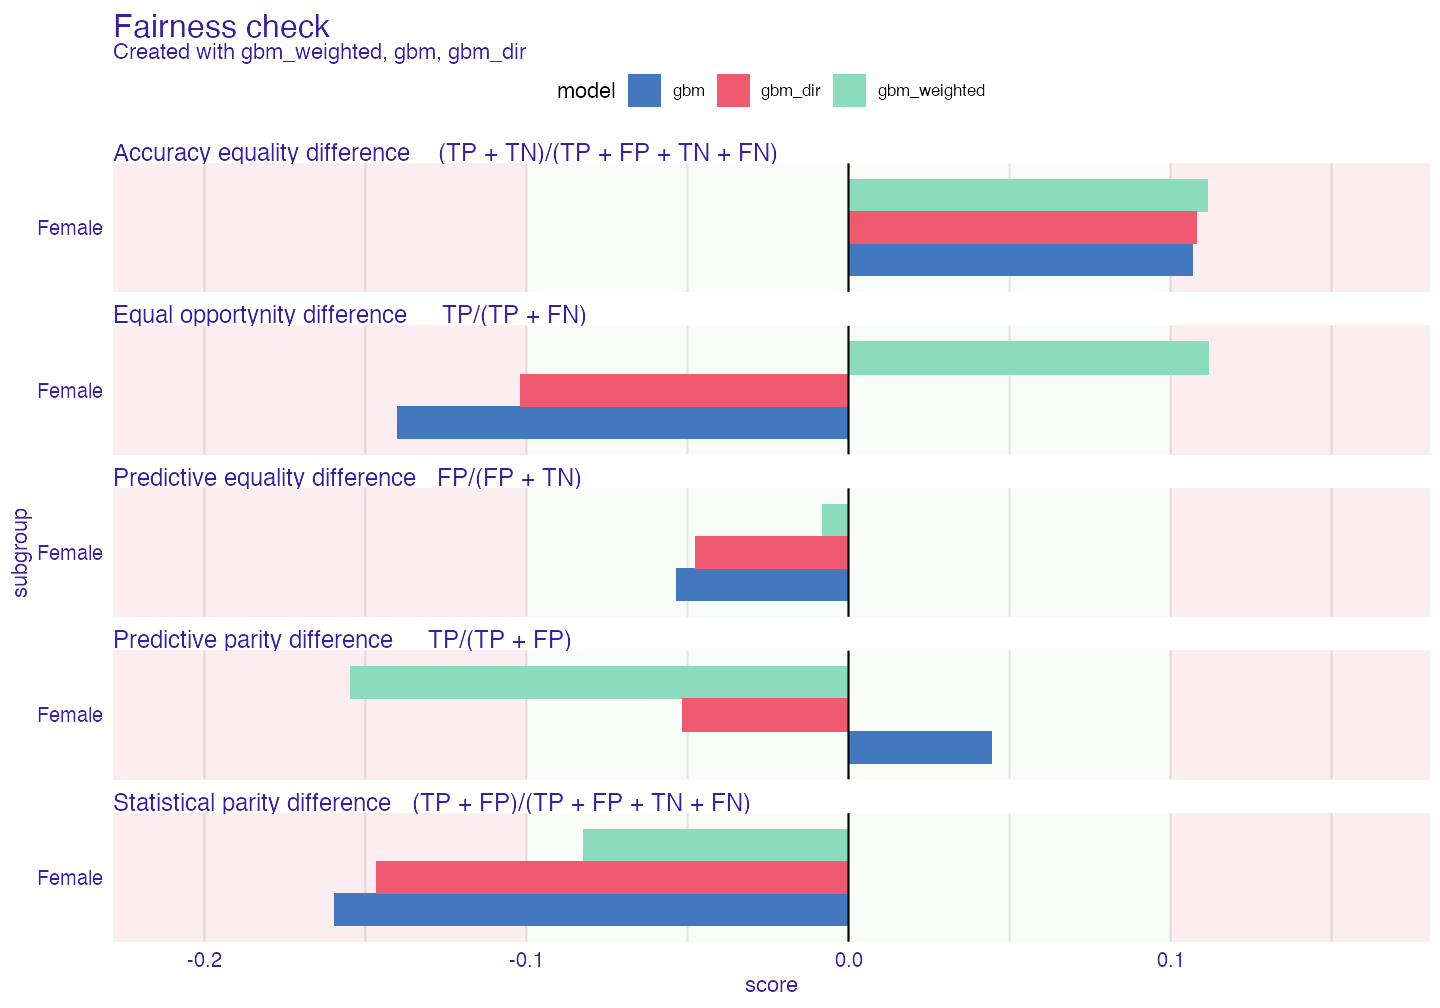 Fairness check
Created with gbm_weighted, gbm, gbm_dir
model gbm gbm_dir gbm_weighted
Accuracy equality difference (TP + TN)/(TP + FP + TN + FN)
Female
Equal opportynity difference TP/(TP + FN)
Female
Predictive equality difference FP/(FP + TN)
Female
subgroup
Predictive parity difference TP/(TP + FP)
Female
Statistical parity difference (TP + FP)/(TP + FP + TN + FN)
Female
-0.2 -0.1 0.0 0.1
score